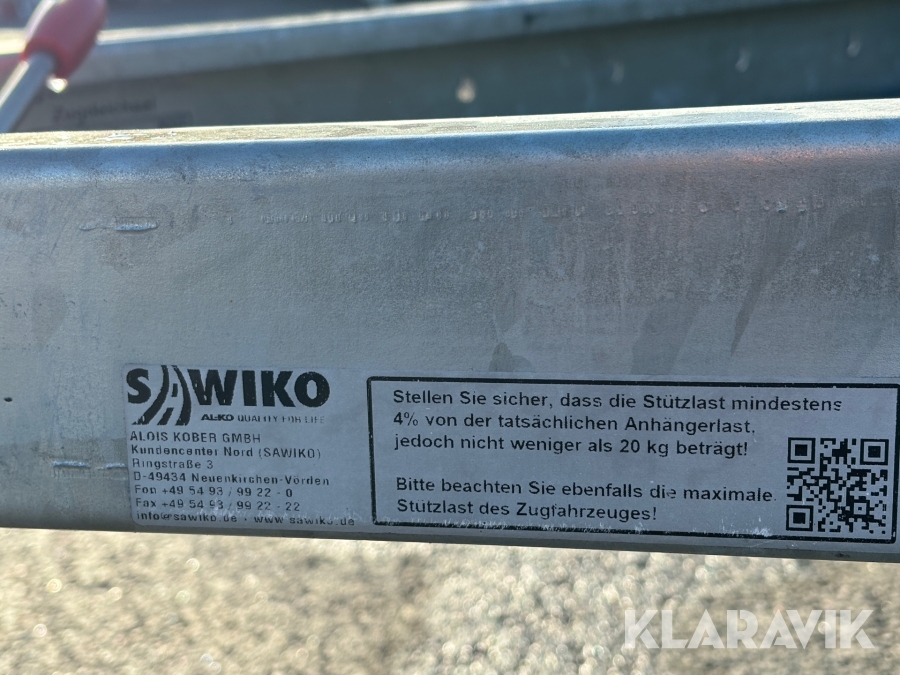 SAWIKO
AL-KO QUALITY FOR LIFE
ALOIS KOBER GMBH
Kundencenter Nord (SAWIKO)
Ringstraße 3
D-49434 Neuenkirchen-Vörden
Fon +49 54 93 / 99 22 - 0
Fax +49 54 93 / 99 22 - 22
info@sawiko.de · www.sawiko.de
Stellen Sie sicher, dass die Stützlast mindestens
4% von der tatsächlichen Anhängerlast,
jedoch nicht weniger als 20 kg beträgt!
Bitte beachten Sie ebenfalls die maximale
Stützlast des Zugfahrzeuges!
KLARAVIK